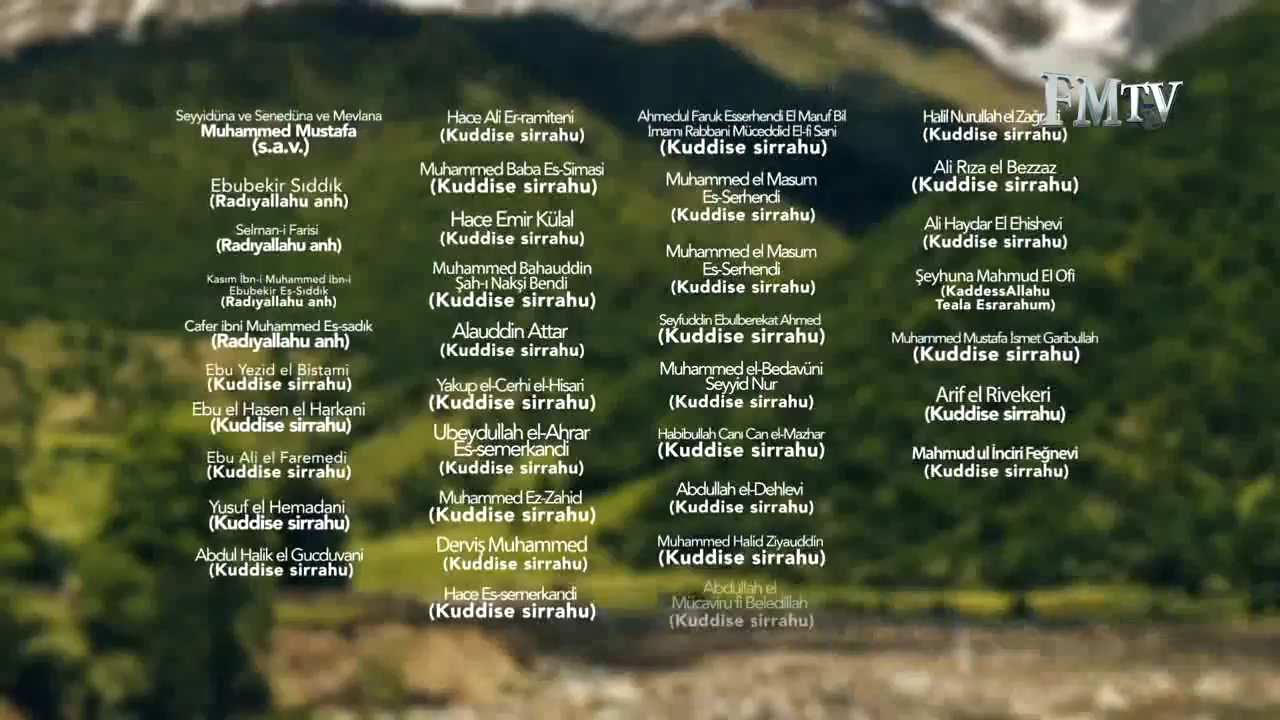 Seyyidüna ve Senedüna ve Mevlana
Muhammed Mustafa
(s.a.v.)
Ebubekir Sıddık
(Radıyallahu anh)
Selman-i Farisi
(Radıyallahu anh)
Kasım İbn-i Muhammed ibn-i
Ebubekir Es-Sıddık
(Radıyallahu anh)
Cafer ibni Muhammed Es-sadık
(Radıyallahu anh)
Ebu Yezid el Bistami
(Kuddise sirrahu)
Ebu el Hasen el Harkani
(Kuddise sirrahu)
Ebu Ali el Faremedi
(Kuddise sirrahu)
Yusuf el Hemadani
(Kuddise sirrahu)
Abdul Halik el Gucduvani
(Kuddise sirrahu)
Hace Ali Er-ramiteni
(Kuddise sirrahu)
Muhammed Baba Es-Simasi
(Kuddise sirrahu)
Hace Emir Külal
(Kuddise sirrahu)
Muhammed Bahauddin
Şah-ı Nakşi Bendi
(Kuddise sirrahu)
Alauddin Attar
(Kuddise sirrahu)
Yakup el-Cerhi el-Hisari
(Kuddise sirrahu)
Ubeydullah el-Ahrar
Es-semerkandi
(Kuddise sirrahu)
Muhammed Ez-Zahid
(Kuddise sirrahu)
Derviş Muhammed
(Kuddise sirrahu)
Hace Es-semerkandi
(Kuddise sirrahu)
Ahmedul Faruk Esserhendi El Maruf Bil
İmamı Rabbani Müceddid El-fi Sani
(Kuddise sirrahu)
Muhammed el Masum
Es-Serhendi
(Kuddise sirrahu)
Muhammed el Masum
Es-Serhendi
(Kuddise sirrahu)
Seyfuddin Ebulberekat Ahmed
(Kuddise sirrahu)
Muhammed el-Bedavüni
Seyyid Nur
(Kuddise sirrahu)
Habibullah Canı Can el-Mazhar
(Kuddise sirrahu)
Abdullah el-Dehlevi
(Kuddise sirrahu)
Muhammed Halid Ziyauddin
(Kuddise sirrahu)
Abdullah el
Mücaviru fi Beledillah
(Kuddise sirrahu)
FMTV
Halil Nurullah el
(Kuddise sirrahu)
Ali Rıza el Bezzaz
(Kuddise sirrahu)
Ali Haydar El Ehishevi
(Kuddise sirrahu)
Şeyhuna Mahmud El Ofi
(KaddessAllahu
Teala Esrarahum)
Muhammed Mustafa İsmet Garibullah
(Kuddise sirrahu)
Arif el Rivekeri
(Kuddise sirrahu)
Mahmud ul İnciri Feğnevi
(Kuddise sirrahu)